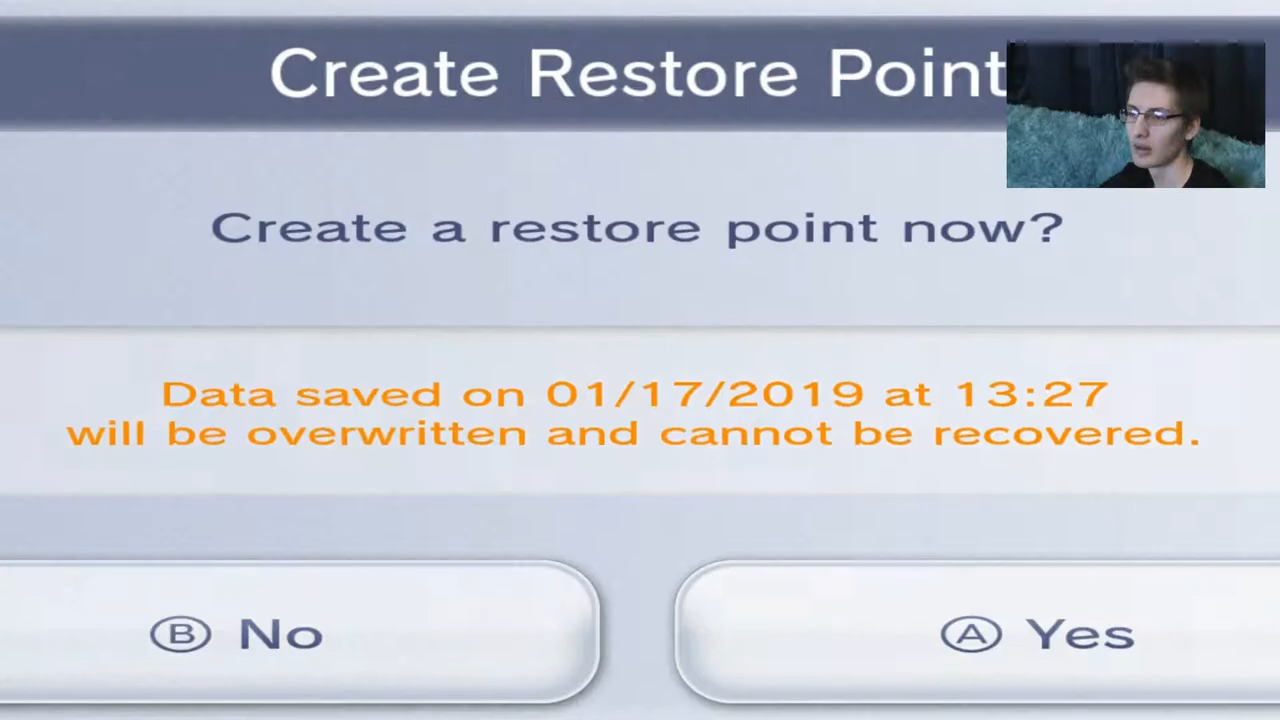 Create Restore Point
Create a restore point now?
Data saved on 01/17/2019 at 13:27
will be overwritten and cannot be recovered.
Ⓑ No
Ⓐ Yes